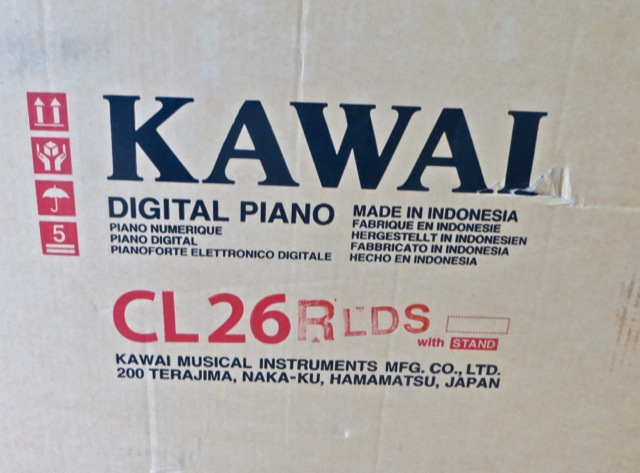 KAWAI
DIGITAL PIANO
PIANO NUMERIQUE
PIANO DIGITAL
PIANOFORTE ELETTRONICO DIGITALE
MADE IN INDONESIA
FABRIQUE EN INDONESIE
HERGESTELLT IN INDONESIEN
FABBRICATO IN INDONESIA
HECHO EN INDONESIA
5
CL26RLDS
with STAND
KAWAI MUSICAL INSTRUMENTS MFG. CO., LTD.
200 TERAJIMA, NAKA-KU, HAMAMATSU, JAPAN